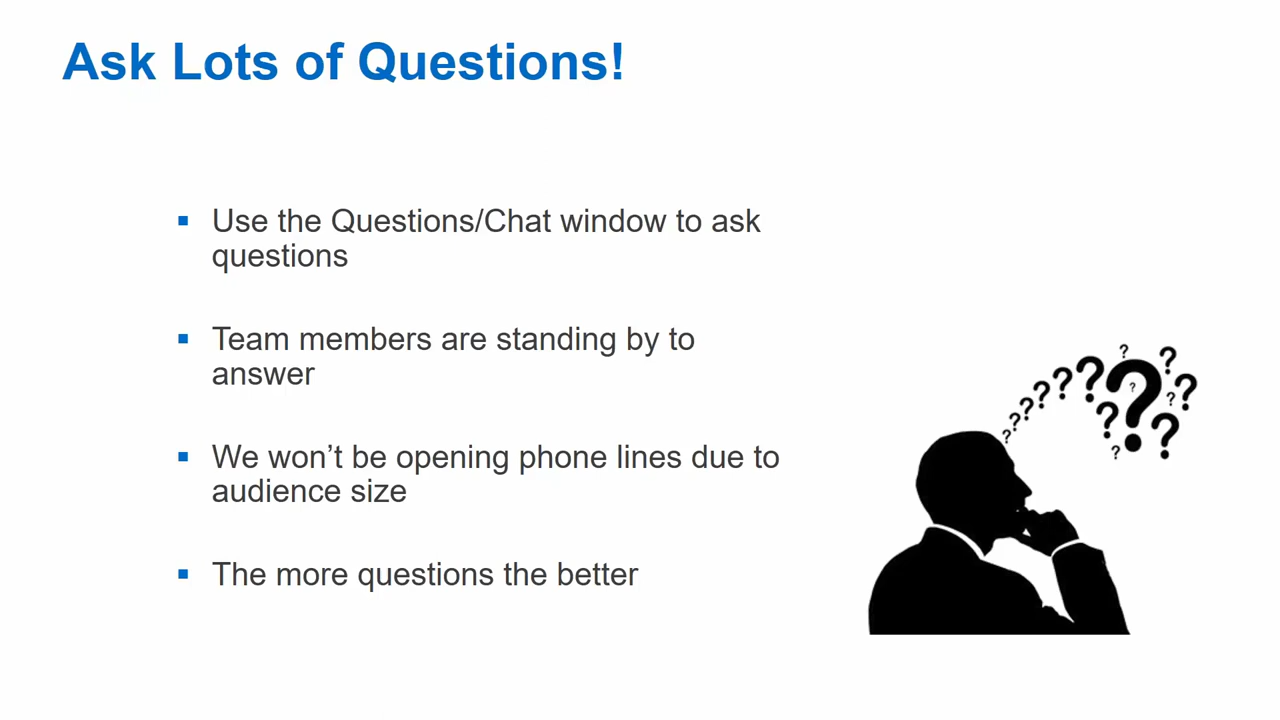 Ask Lots of Questions!
▪ Use the Questions/Chat window to ask
questions
▪ Team members are standing by to
answer
▪ We won’t be opening phone lines due to
audience size
▪ The more questions the better